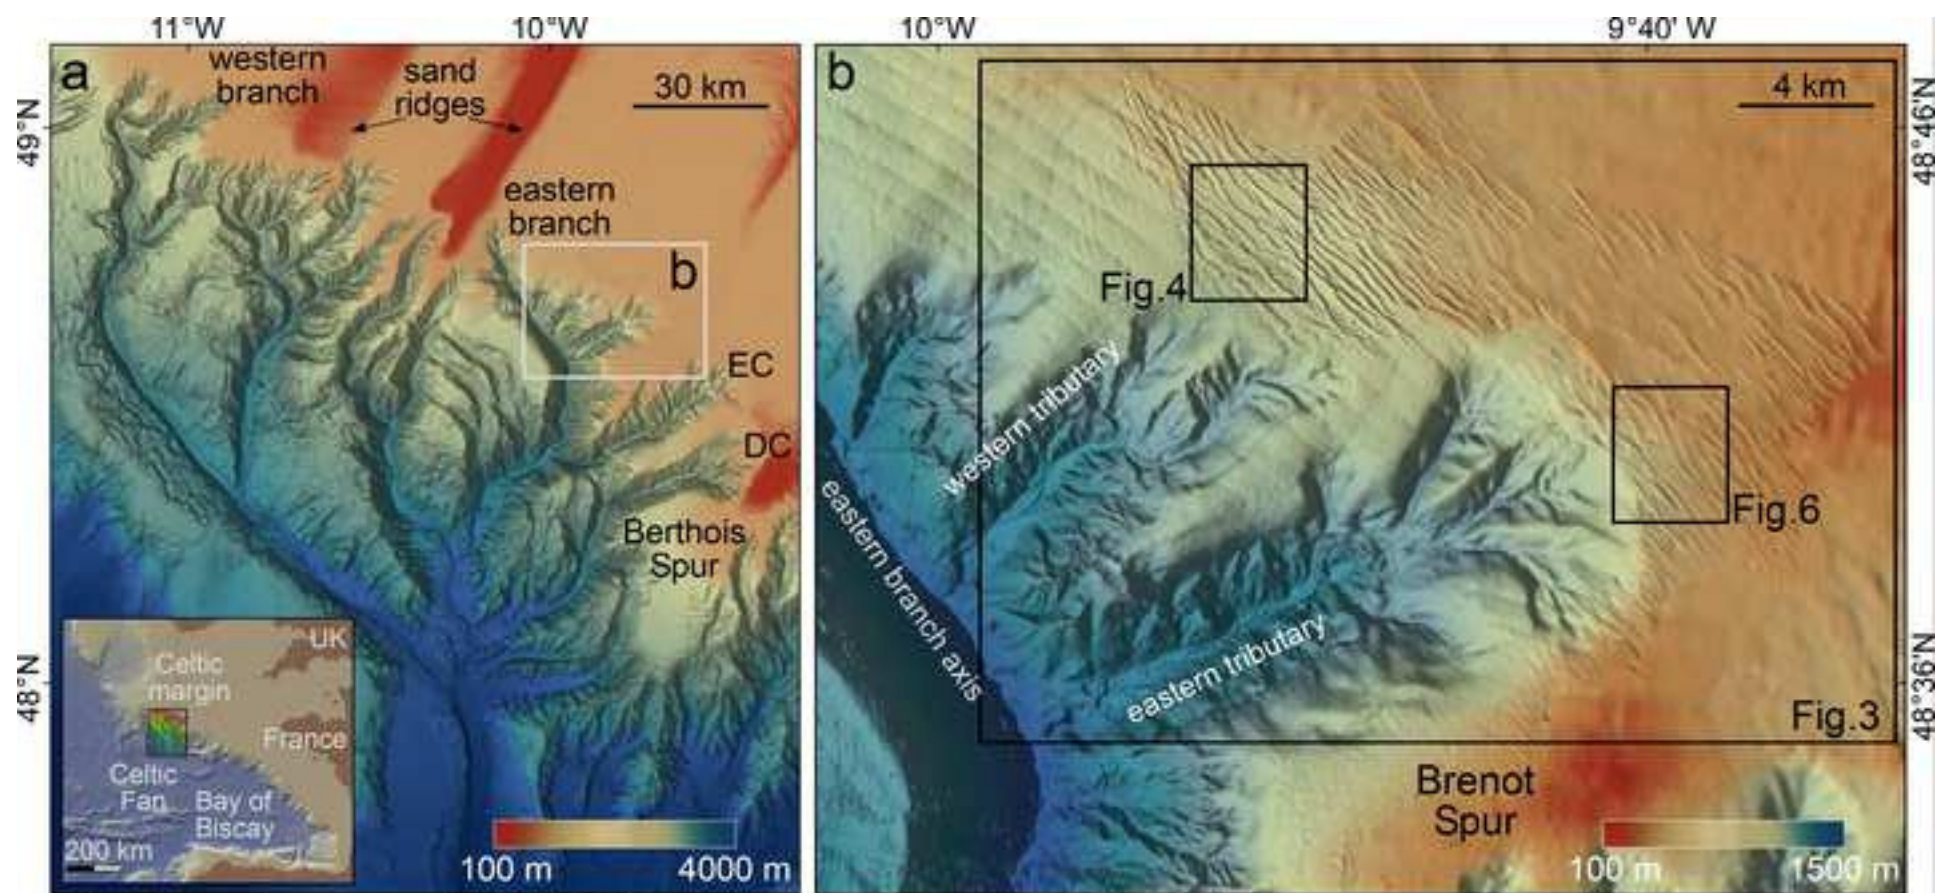 11°W
10°W
10°W
9°40' W
a
western
branch
sand
ridges
30 km
49°N
eastern
branch
b
EC
DC
Berthois
Spur
48°N
UK
Celtic
margin
France
Celtic
Fan
Bay of
Biscay
200 km
100 m
4000 m
b
4 km
48°46'N
Fig.4
western tributary
Fig.6
eastern branch axis
eastern tributary
48°36'N
Fig.3
Brenot
Spur
100 m
1500 m